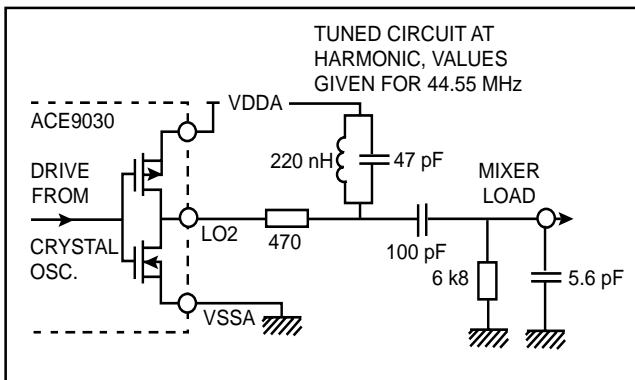 TUNED CIRCUIT AT
HARMONIC, VALUES
GIVEN FOR 44.55 MHz
VDDA
ACE9030
220 nH
47 pF
DRIVE
FROM
MIXER
LOAD
LO2
470
100 pF
CRYSTAL
OSC.
6 k8
5.6 pF
VSSA